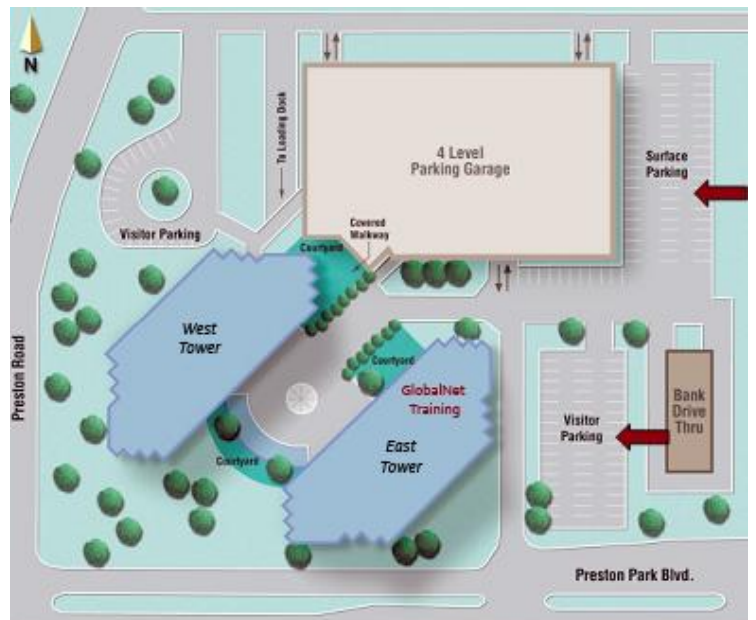 N
To Loading Dock
4 Level
Parking Garage
Surface
Parking
Covered
Walkway
Courtyard
Visitor Parking
West
Tower
Preston Road
Courtyard
GlobalNet
Training
East
Tower
Courtyard
Visitor
Parking
Bank
Drive
Thru
Preston Park Blvd.